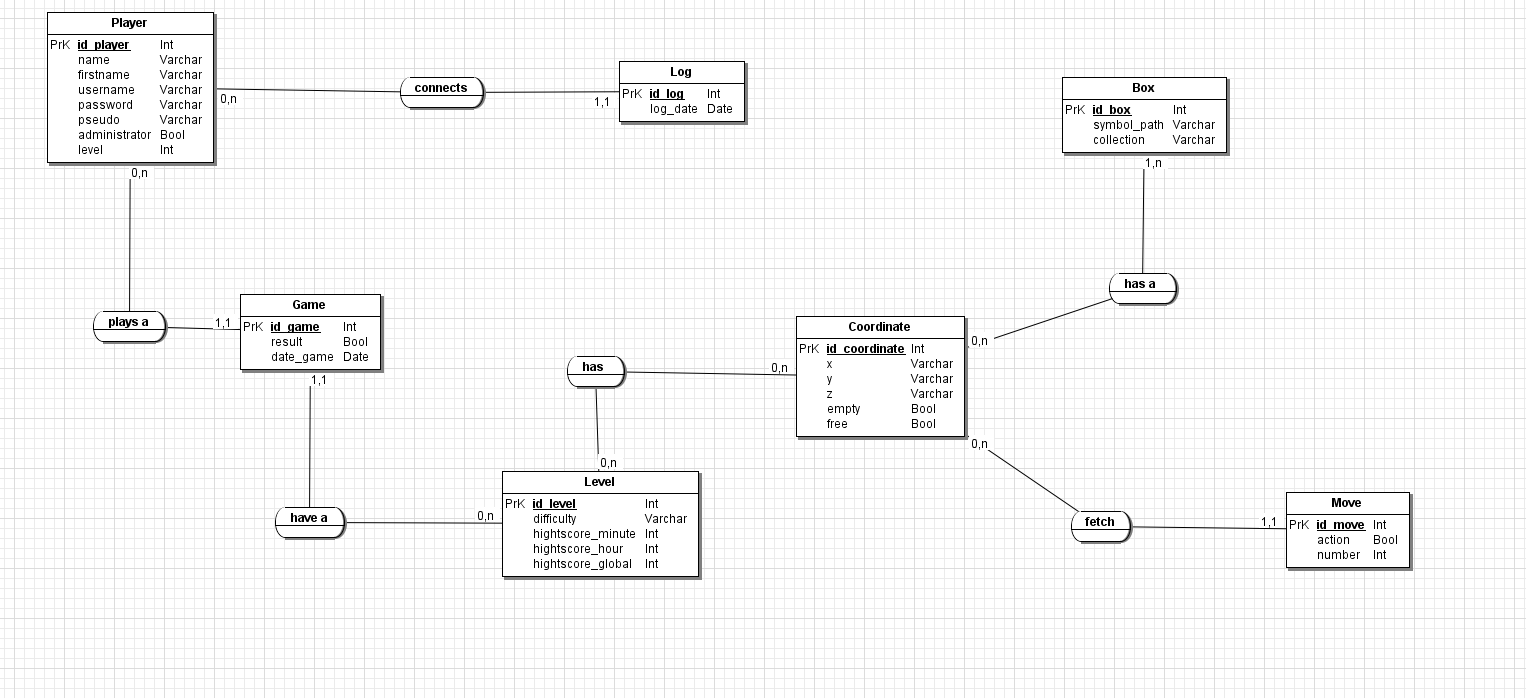 Player
PrK id_player Int
name Varchar
firstname Varchar
username Varchar
password Varchar
pseudo Varchar
administrator Bool
level Int
0,n
connects
1,1
Log
PrK id_log Int
log_date Date
Box
PrK id_box Int
symbol_path Varchar
collection Varchar
1,n
has a
0,n
0,n
plays a
1,1
Game
PrK id_game Int
result Bool
date_game Date
1,1
have a
0,n
has
0,n
0,n
Coordinate
PrK id_coordinate Int
x Varchar
y Varchar
z Varchar
empty Bool
free Bool
0,n
Level
PrK id_level Int
difficulty Varchar
hightscore_minute Int
hightscore_hour Int
hightscore_global Int
fetch
1,1
Move
PrK id_move Int
action Bool
number Int